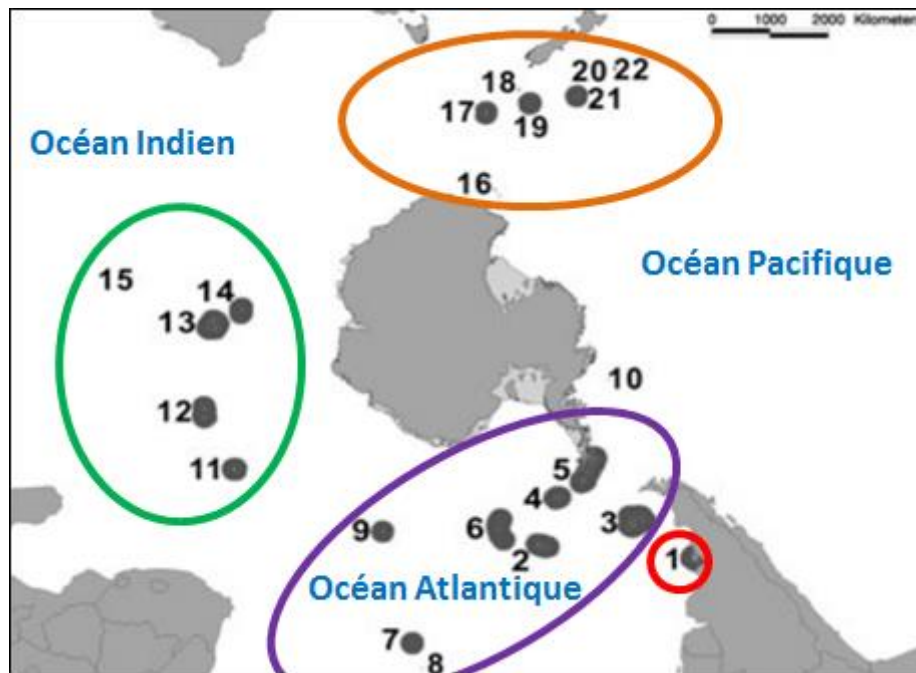 0 1000 2000 Kilometer
20 22
18
17 19 21
Océan Indien
16
Océan Pacifique
15
14
13
10
12
11
5
4
9 6 3
2 1
Océan Atlantique
7
8